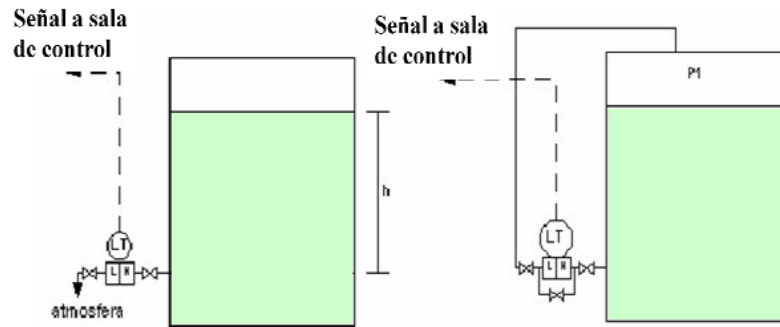 Señal a sala
de control
h
LT
L H
atmosfera
Señal a sala
de control
P1
LT
L H